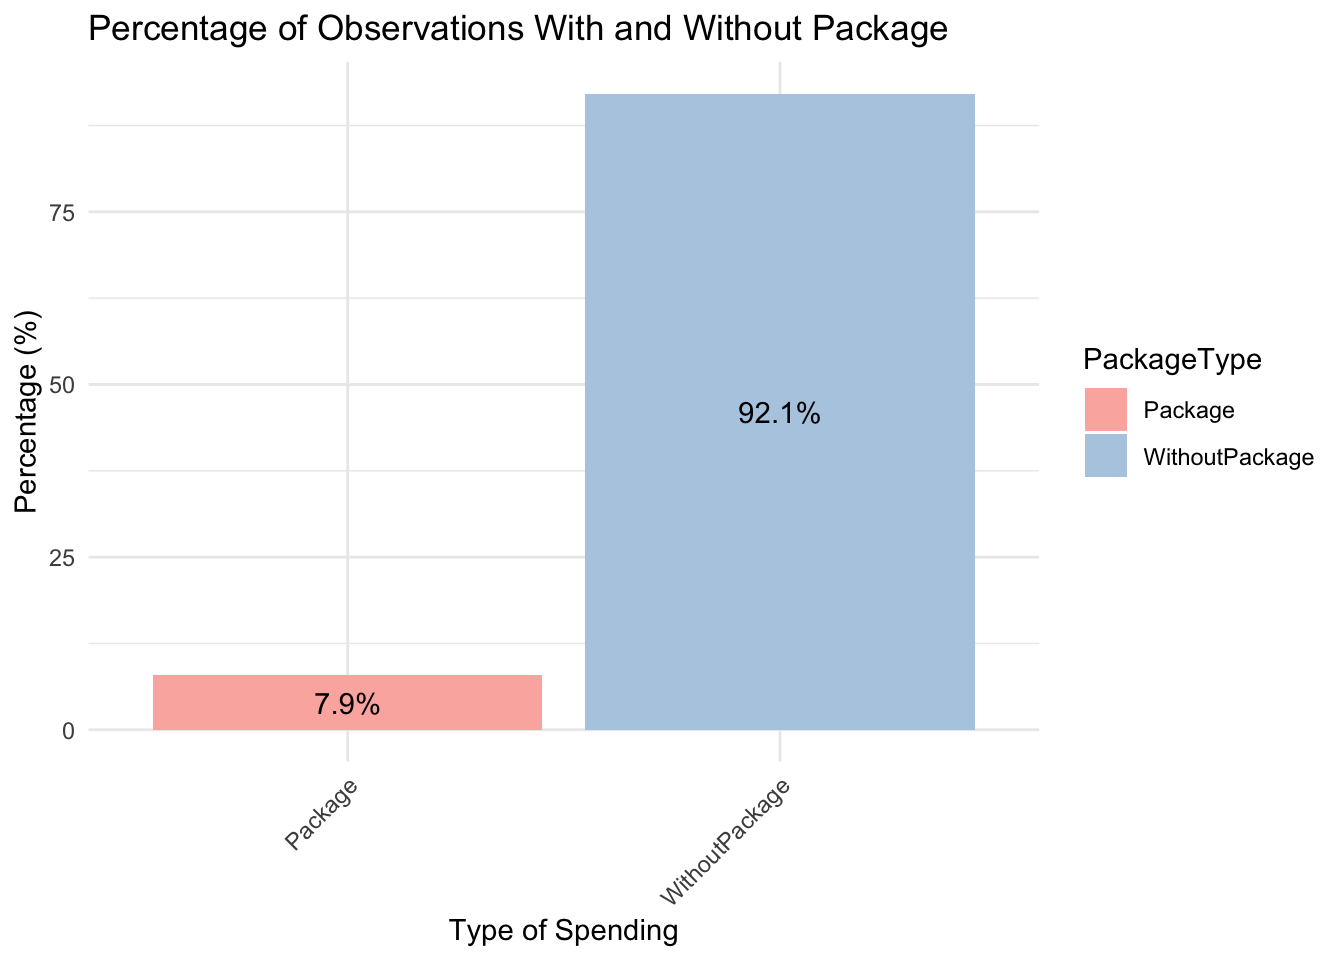 Percentage of Observations With and Without Package
Percentage (%)
75
50
25
0
92.1%
7.9%
Package
WithoutPackage
Type of Spending
PackageType
Package
WithoutPackage